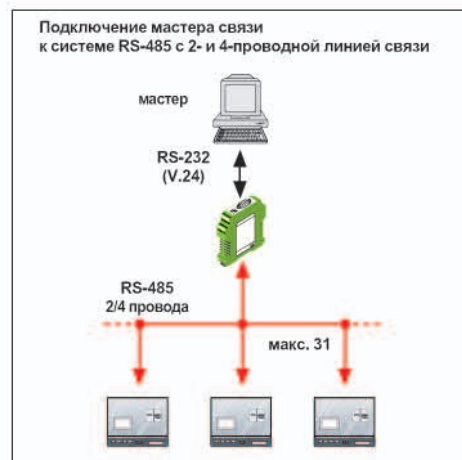 Подключение мастера связи
к системе RS-485 с 2- и 4-проводной линией связи
мастер
RS-232
(V.24)
RS-485
2/4 провода
макс. 31